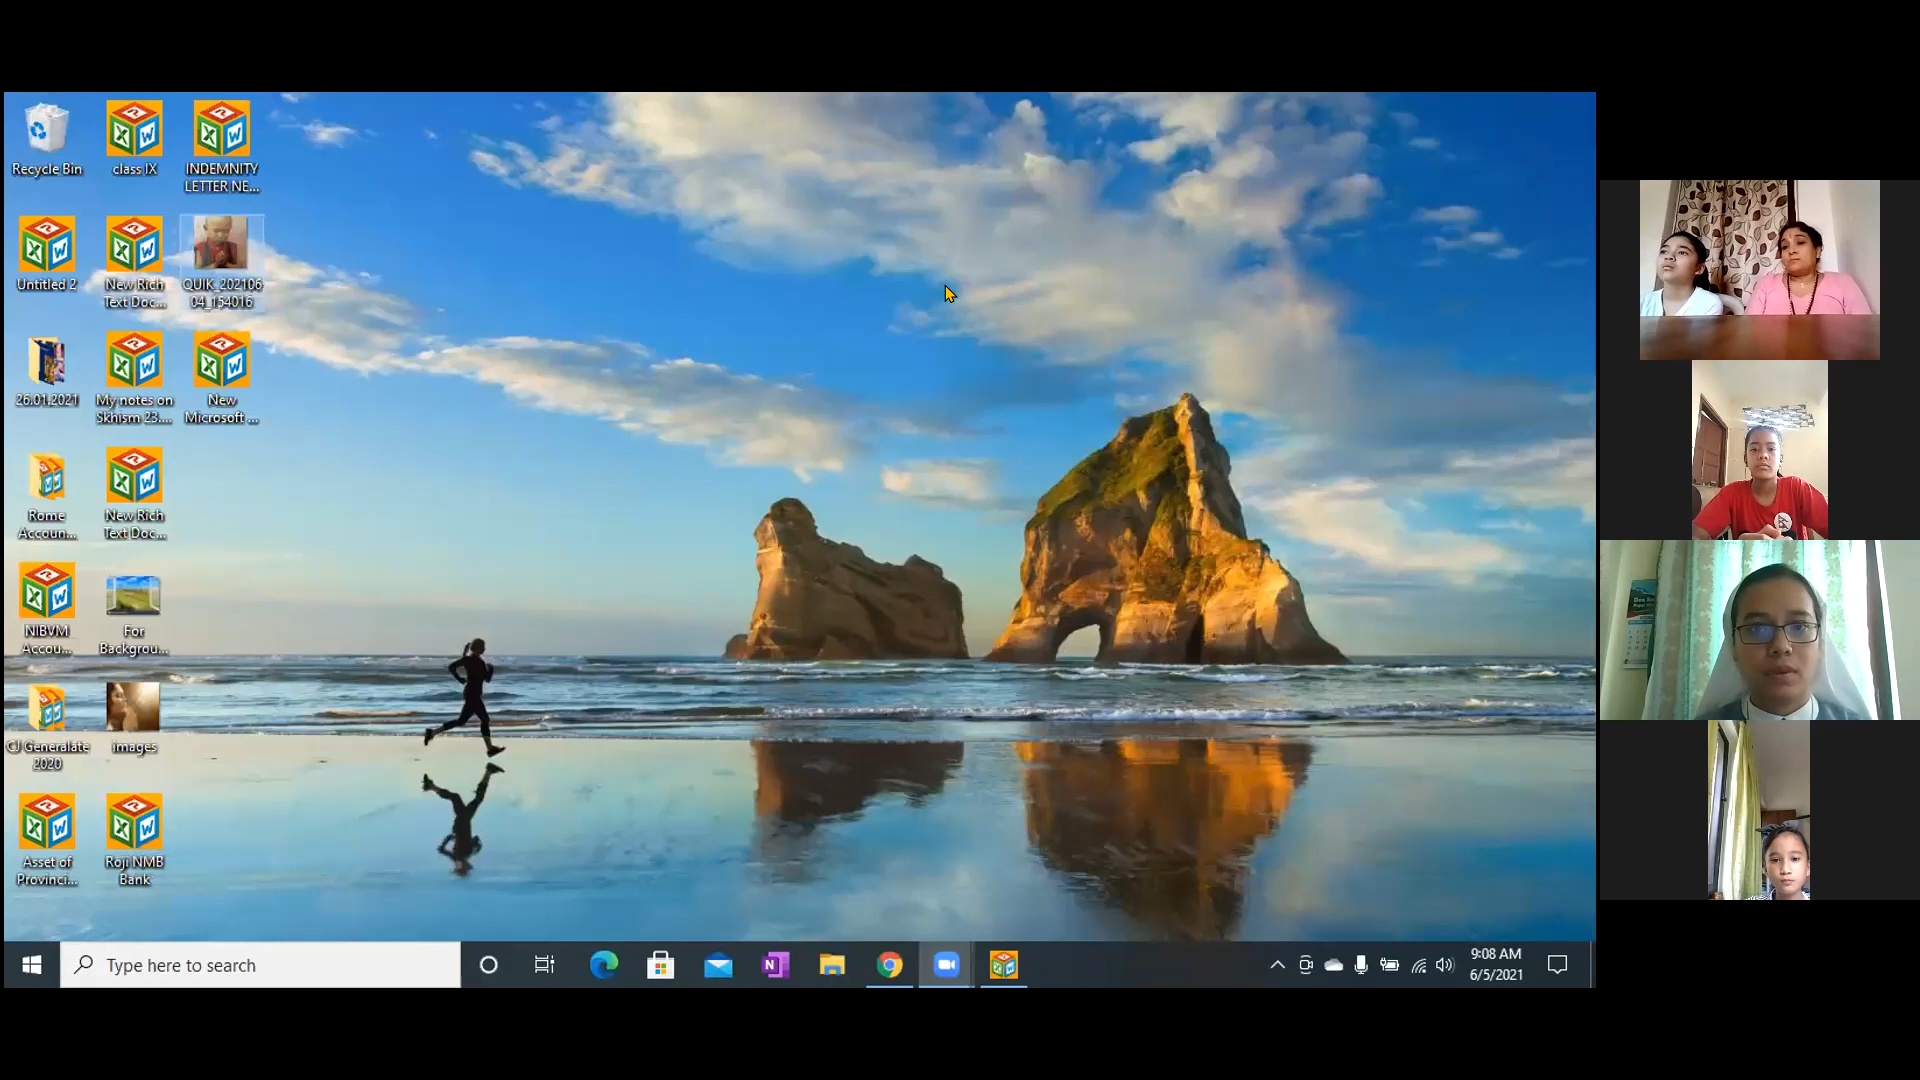 Recycle Bin
class IX
INDEMNITY
LETTER NE...
Untitled 2
New Rich
Text Doc...
QUIK_202106
04_154016
26.01.2021
My notes on
Skhism 23....
New
Microsoft ...
Rome
Accoun...
New Rich
Text Doc...
NIBVM
Accou...
For
Backgrou...
CJ Generalate
2020
images
Asset of
Provinci...
Roji NMB
Bank
Type here to search
9:08 AM
6/5/2021